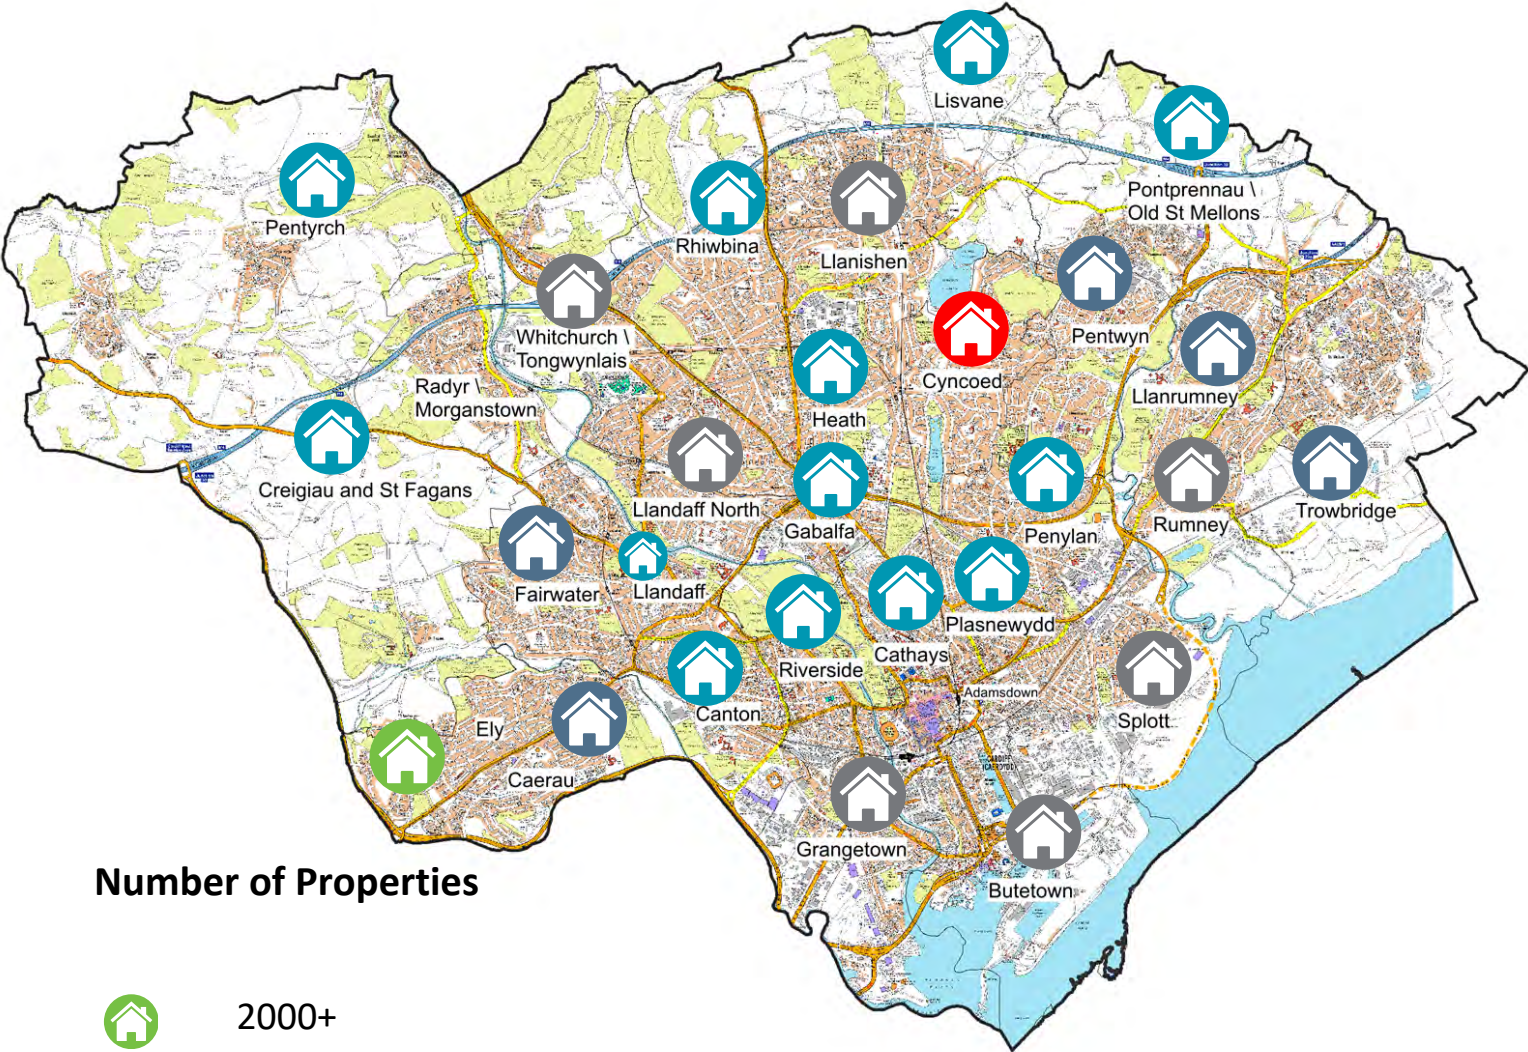 Lisvane
Pontprennau \
Old St Mellons
Pentyrch
Rhiwbina
Llanishen
Whitchurch \
Tongwynlais
Pentwyn
Radyr \
Morganstown
Cyncoed
Llanrumney
Heath
Creigiau and St Fagans
Llandaff North
Gabalfa
Penylan
Rumney
Trowbridge
Fairwater
Llandaff
Plasnewydd
Cathays
Riverside
Adamsdown
Canton
Splott
Ely
Caerau
CARDIFF
(CAERDYDD)
Grangetown
Butetown
Number of Properties
2000+